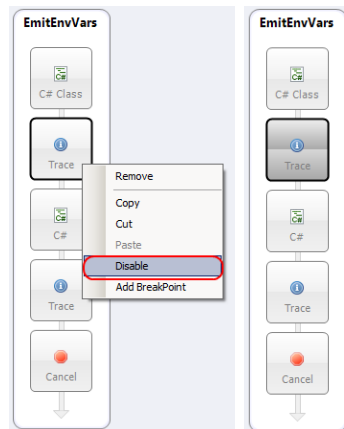 EmitEnvVars
C# Class
Trace
C#
Trace
Cancel
Remove
Copy
Cut
Paste
Disable
Add BreakPoint
EmitEnvVars
C# Class
Trace
C#
Trace
Cancel